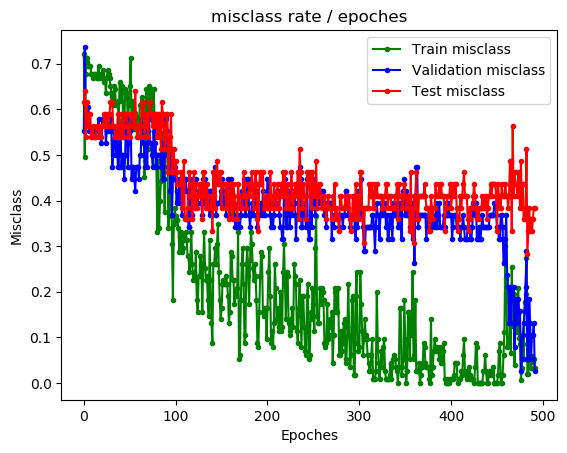 misclass rate / epoches
Train misclass
Validation misclass
Test misclass
Misclass
0.7
0.6
0.5
0.4
0.3
0.2
0.1
0.0
0 100 200 300 400 500
Epoches